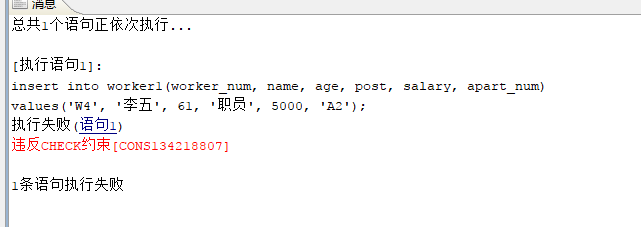 消息
总共1个语句正依次执行...
[执行语句1]:
insert into worker1(worker_num, name, age, post, salary, apart_num)
values('W4', '李五', 61, '职员', 5000, 'A2');
执行失败(语句1)
违反CHECK约束[CONS134218807]
1条语句执行失败